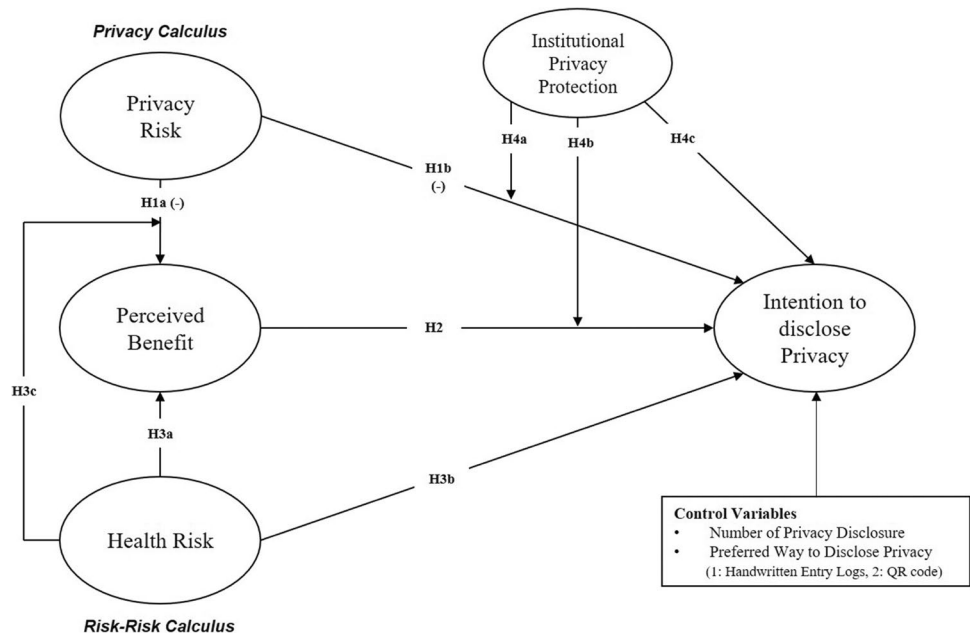 Privacy Calculus
Privacy
Risk
Institutional
Privacy
Protection
H4a
H4b
H4c
H1b
(-)
H1a (-)
Perceived
Benefit
H2
Intention to
disclose
Privacy
H3c
H3a
H3b
Health Risk
Risk-Risk Calculus
Control Variables
• Number of Privacy Disclosure
• Preferred Way to Disclose Privacy
(1: Handwritten Entry Logs, 2: QR code)